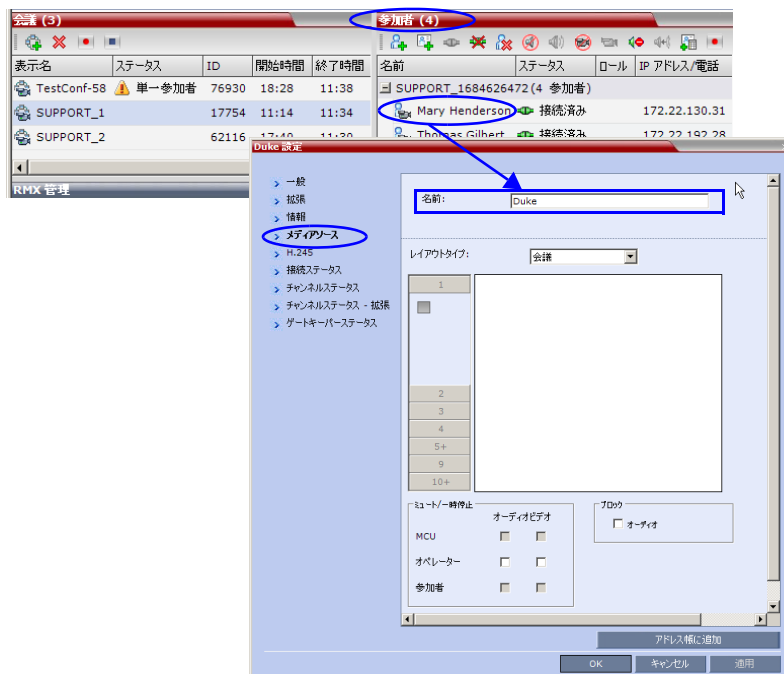 会議 (3)
表示名 ステータス ID 開始時間 終了時間
TestConf-58 単一参加者 76930 18:28 11:38
SUPPORT_1 17754 11:14 11:34
SUPPORT_2 62116 17:40 11:30
RMX 管理
参加者 (4)
名前 ステータス ロール IP アドレス/電話
SUPPORT_1684626472(4 参加者)
Mary Henderson 接続済み 172.22.130.31
Thomas Gilbert 接続済み 172.22.192.28
Duke 設定
一般
拡張
情報
メディアソース
H.245
接続ステータス
チャンネルステータス
チャンネルステータス - 拡張
ゲートキーパーステータス
名前: Duke
レイアウトタイプ: 会議
1
2
3
4
5+
9
10+
ミュート/一時停止
オーディオビデオ
MCU
オペレーター
参加者
ブロック
オーディオ
アドレス帳に追加
OK キャンセル 適用